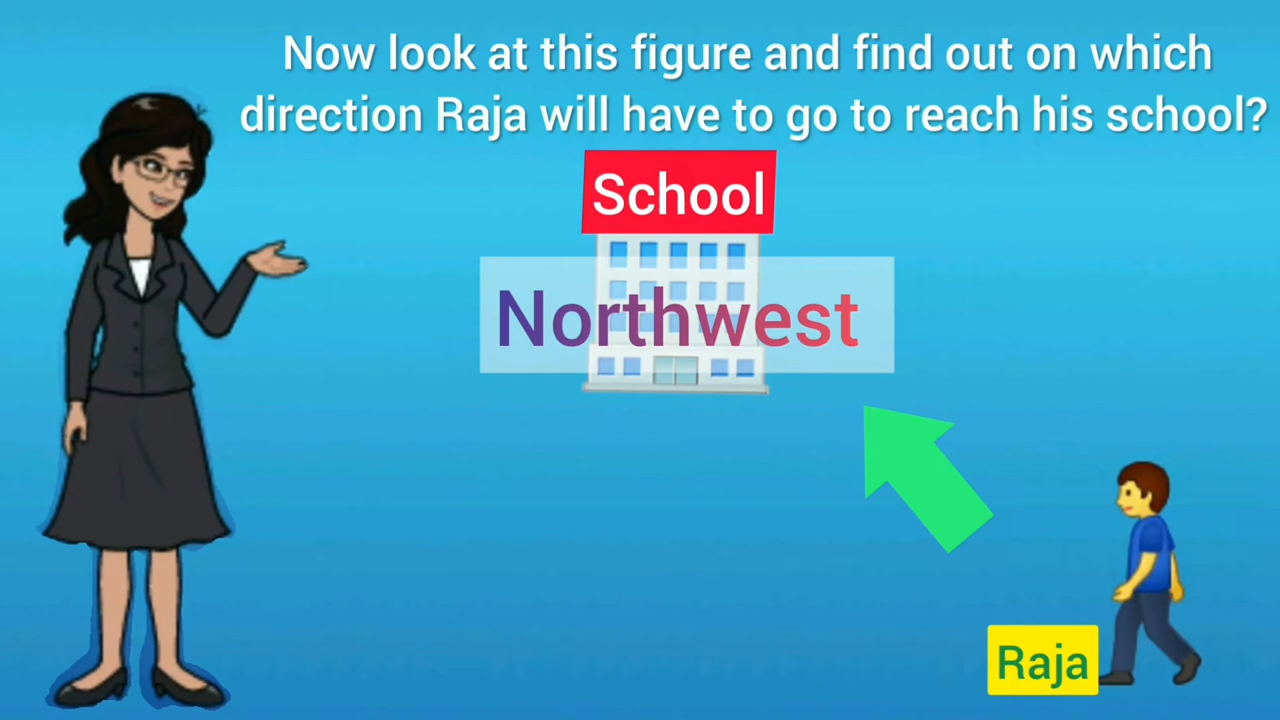 Now look at this figure and find out on which
direction Raja will have to go to reach his school?
School
Northwest
Raja